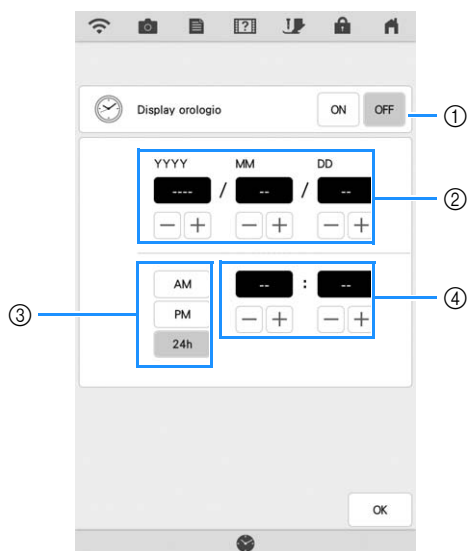 Display orologio ON OFF ①
YYYY MM DD
---- / -- / -- ②
− + − + − +
③ AM -- : -- ④
PM − + − +
24h
OK